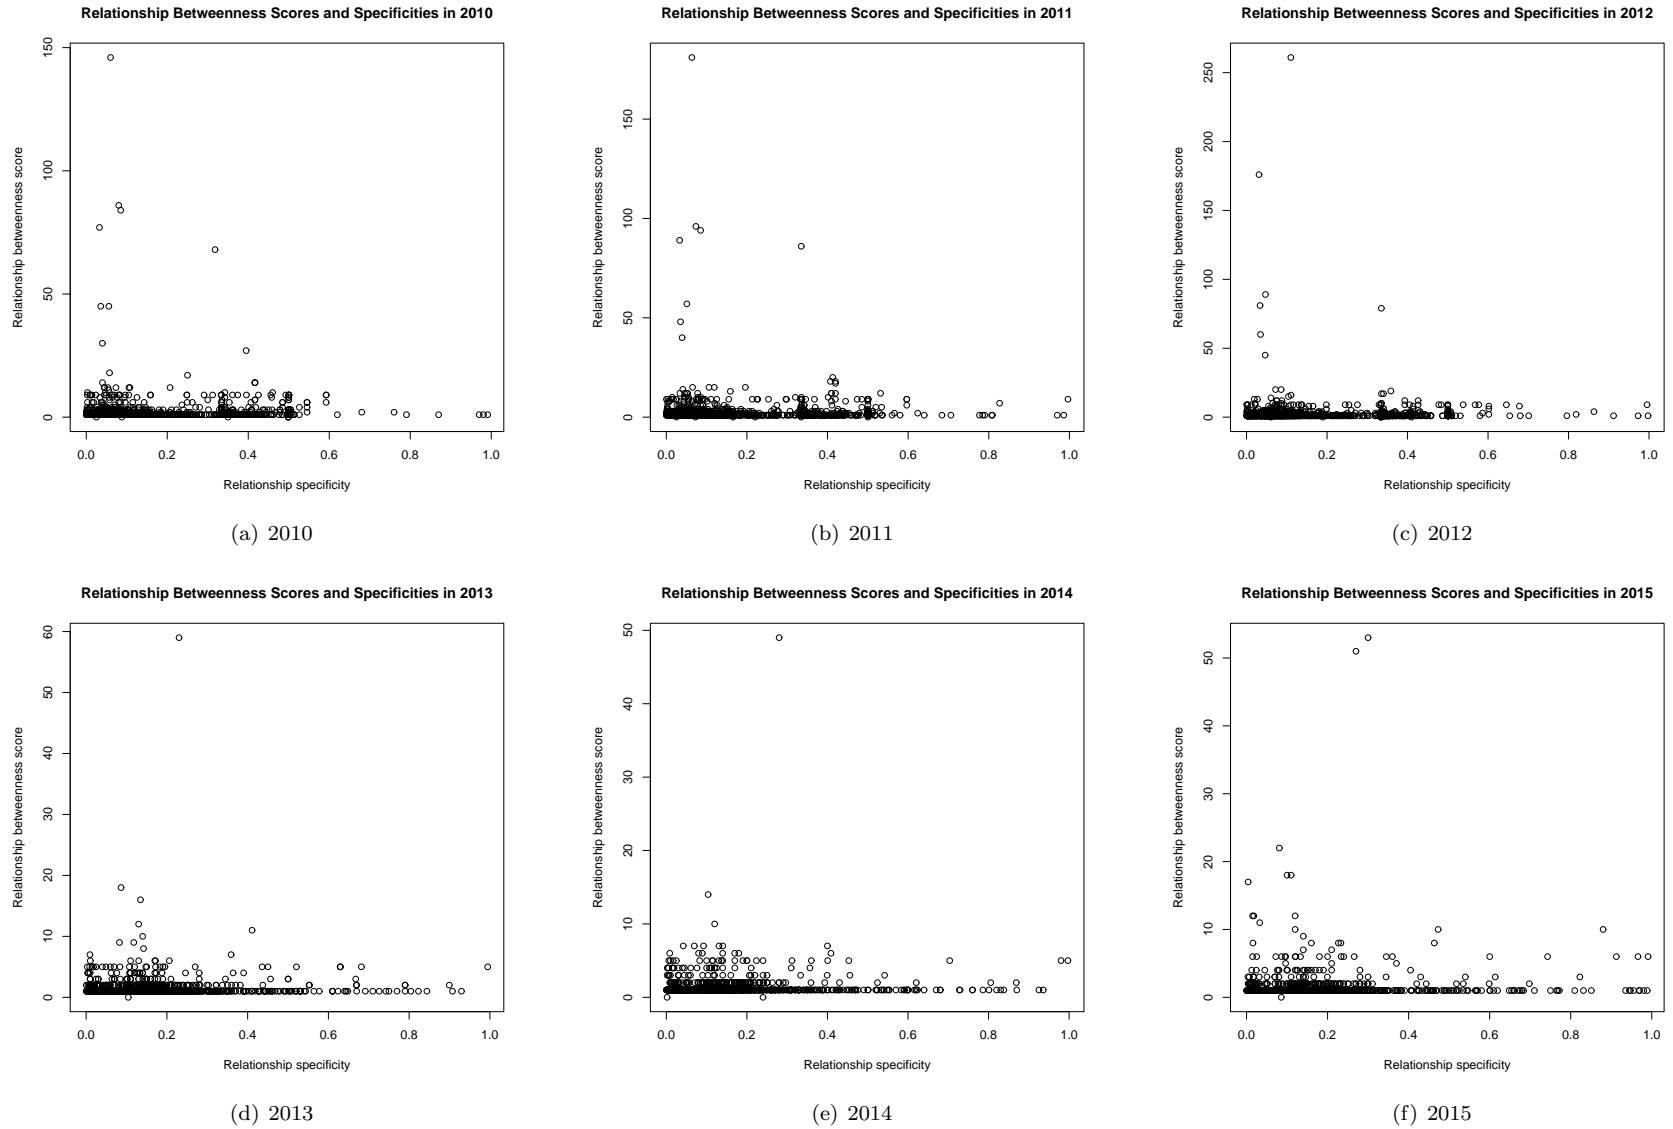 Relationship Betweenness Scores and Specificities in 2010
Relationship betweenness score
150
100
50
0
0.0 0.2 0.4 0.6 0.8 1.0
Relationship specificity
(a) 2010
Relationship Betweenness Scores and Specificities in 2011
Relationship betweenness score
150
100
50
0
0.0 0.2 0.4 0.6 0.8 1.0
Relationship specificity
(b) 2011
Relationship Betweenness Scores and Specificities in 2012
Relationship betweenness score
250
200
150
100
50
0
0.0 0.2 0.4 0.6 0.8 1.0
Relationship specificity
(c) 2012
Relationship Betweenness Scores and Specificities in 2013
Relationship betweenness score
60
50
40
30
20
10
0
0.0 0.2 0.4 0.6 0.8 1.0
Relationship specificity
(d) 2013
Relationship Betweenness Scores and Specificities in 2014
Relationship betweenness score
50
40
30
20
10
0
0.0 0.2 0.4 0.6 0.8 1.0
Relationship specificity
(e) 2014
Relationship Betweenness Scores and Specificities in 2015
Relationship betweenness score
50
40
30
20
10
0
0.0 0.2 0.4 0.6 0.8 1.0
Relationship specificity
(f) 2015